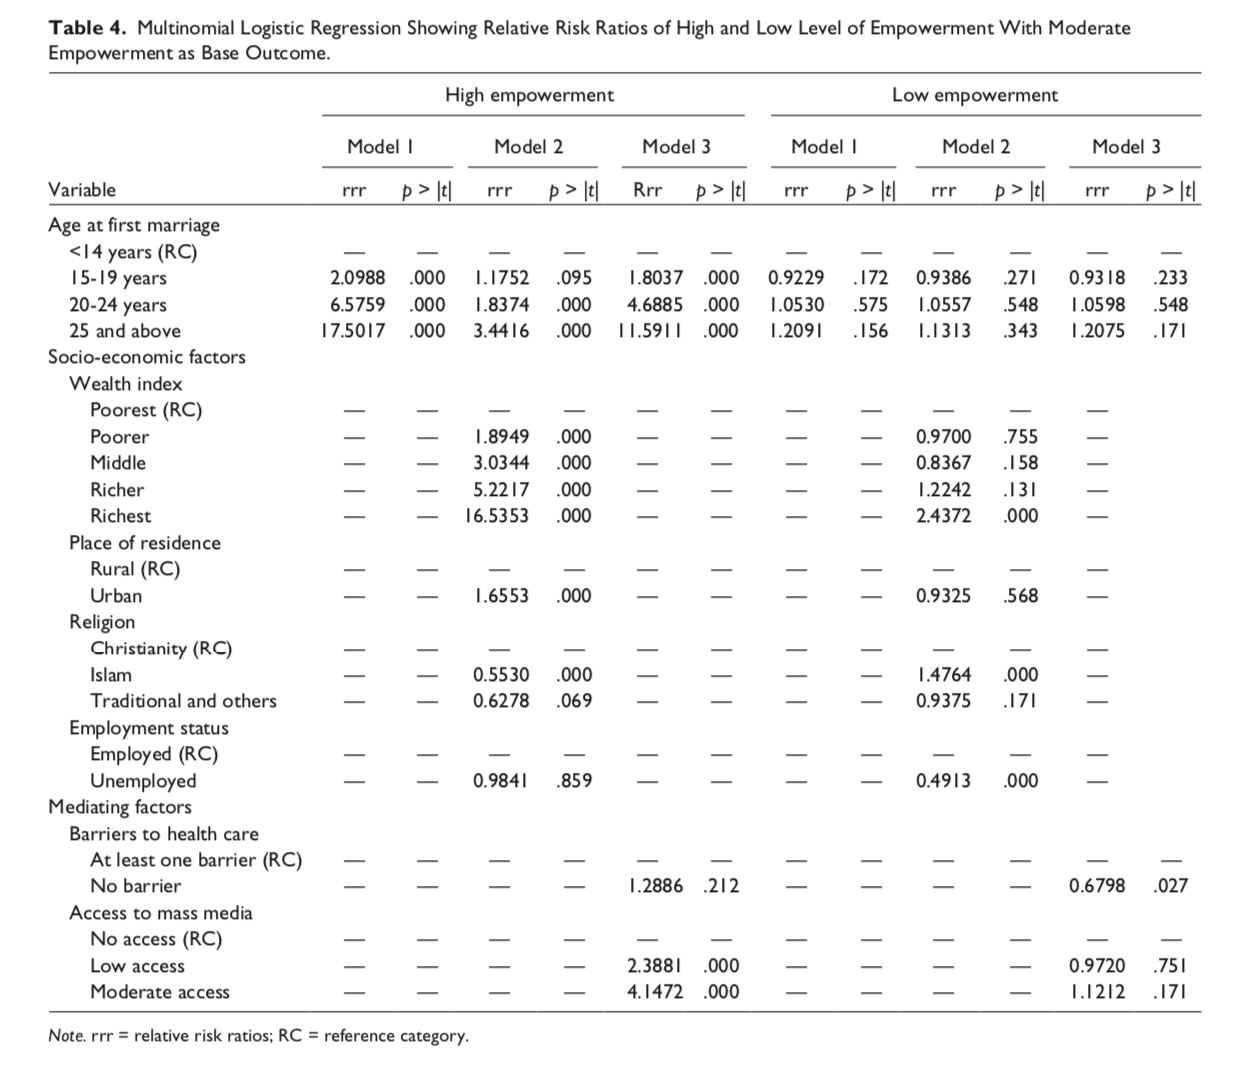 Table 4. Multinomial Logistic Regression Showing Relative Risk Ratios of High and Low Level of Empowerment With Moderate
Empowerment as Base Outcome.
High empowerment Low empowerment
Model 1 Model 2 Model 3 Model 1 Model 2 Model 3
Variable rrr p > |t| rrr p > |t| Rrr p > |t| rrr p > |t| rrr p > |t| rrr p > |t|
Age at first marriage
<14 years (RC) — — — — — — — — — — — —
15-19 years 2.0988 .000 1.1752 .095 1.8037 .000 0.9229 .172 0.9386 .271 0.9318 .233
20-24 years 6.5759 .000 1.8374 .000 4.6885 .000 1.0530 .575 1.0557 .548 1.0598 .548
25 and above 17.5017 .000 3.4416 .000 11.5911 .000 1.2091 .156 1.1313 .343 1.2075 .171
Socio-economic factors
Wealth index
Poorest (RC) — — — — — — — — — — —
Poorer — — 1.8949 .000 — — — — 0.9700 .755 —
Middle — — 3.0344 .000 — — — — 0.8367 .158 —
Richer — — 5.2217 .000 — — — — 1.2242 .131 —
Richest — — 16.5353 .000 — — — — 2.4372 .000 —
Place of residence
Rural (RC) — — — — — — — — — — —
Urban — — 1.6553 .000 — — — — 0.9325 .568 —
Religion
Christianity (RC) — — — — — — — — — — —
Islam — — 0.5530 .000 — — — — 1.4764 .000 —
Traditional and others — — 0.6278 .069 — — — — 0.9375 .171 —
Employment status
Employed (RC) — — — — — — — — — — —
Unemployed — — 0.9841 .859 — — — — 0.4913 .000 —
Mediating factors
Barriers to health care
At least one barrier (RC) — — — — — — — — — — — —
No barrier — — — — 1.2886 .212 — — — — 0.6798 .027
Access to mass media
No access (RC) — — — — — — — — — — — —
Low access — — — — 2.3881 .000 — — — — 0.9720 .751
Moderate access — — — — 4.1472 .000 — — — — 1.1212 .171
Note. rrr = relative risk ratios; RC = reference category.